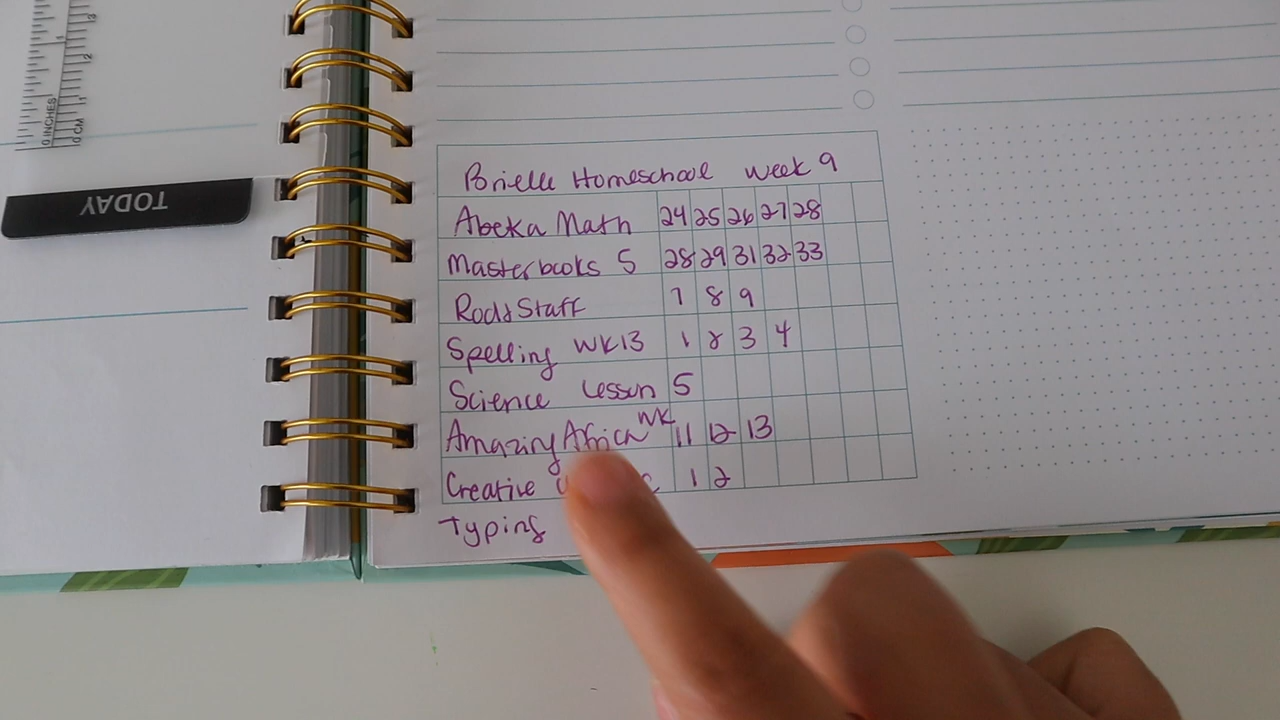 INCHES
CM
TODAY
Brielle Homeschool Week 9
Abeka Math 24 25 26 27 28
Masterbooks 5 28 29 31 32 33
Rod & Staff 7 8 9
Spelling WK13 1 2 3 4
Science Lesson 5
Amazing Africa WK 11 12 13
Creative 1 2
Typing